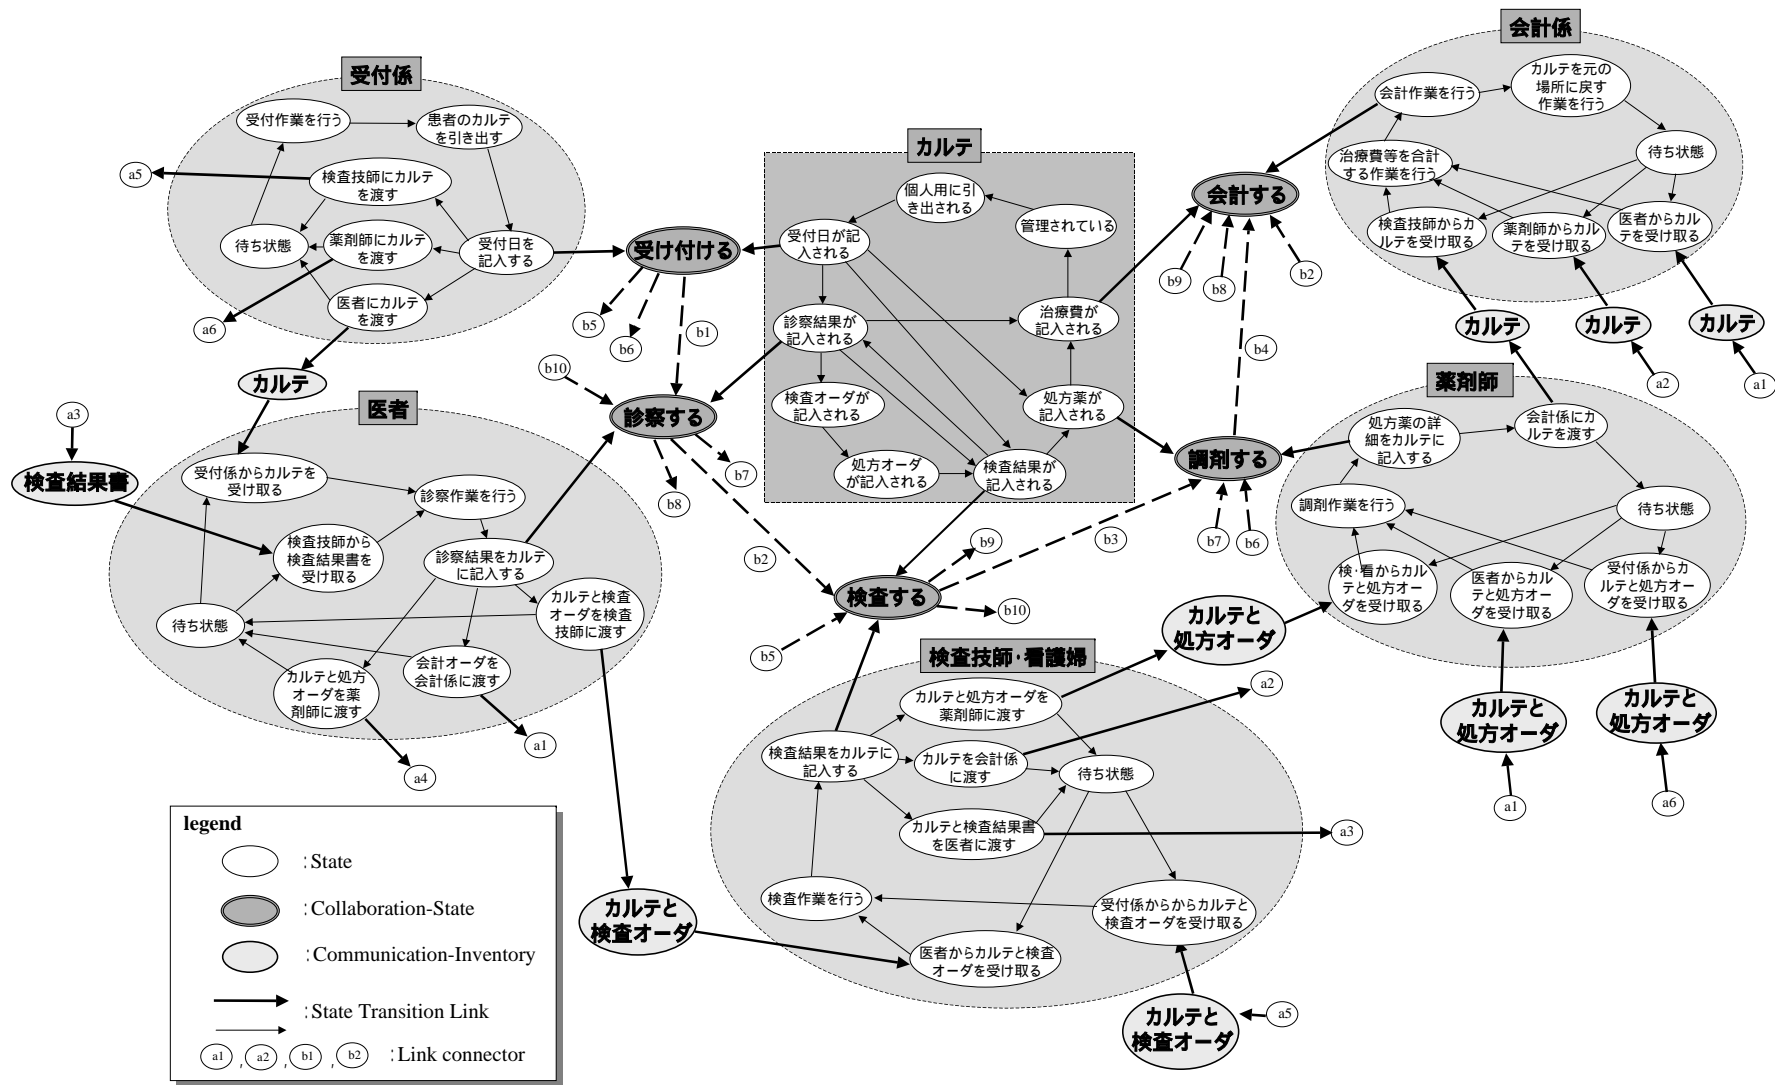 受付係
受付作業を行う
患者のカルテ
を引き出す
検査技師にカルテ
を渡す
待ち状態
薬剤師にカルテ
を渡す
受付日を
記入する
医者にカルテ
を渡す
a5
a6
カルテ
受け付ける
b5
b6
b1
カルテ
個人用に引
き出される
管理されている
受付日が記
入される
診察結果が
記入される
治療費が
記入される
検査オーダが
記入される
処方薬が
記入される
処方オーダ
が記入される
検査結果が
記入される
会計する
b9
b8
b2
b4
会計係
会計作業を行う
カルテを元の
場所に戻す
作業を行う
治療費等を合計
する作業を行う
待ち状態
検査技師からカ
ルテを受け取る
薬剤師からカル
テを受け取る
医者からカル
テを受け取る
カルテ
カルテ
カルテ
a2
a1
a3
検査結果書
医者
受付係からカルテを
受け取る
診察作業を行う
検査技師から
検査結果書を
受け取る
診察結果をカルテ
に記入する
カルテと検査
オーダを検査
技師に渡す
待ち状態
会計オーダを
会計係に渡す
カルテと処方
オーダを薬
剤師に渡す
a1
a4
b10
診察する
b7
b8
b2
b3
検査する
b9
b10
b5
調剤する
b7
b6
薬剤師
処方薬の詳
細をカルテに
記入する
会計係にカ
ルテを渡す
調剤作業を行う
待ち状態
検・看からカル
テと処方オー
ダを受け取る
医者からカル
テと処方オー
ダを受け取る
受付係からカ
ルテと処方オー
ダを受け取る
カルテと
処方オーダ
カルテと
処方オーダ
カルテと
処方オーダ
a1
a6
検査技師・看護婦
カルテと処方オーダを
薬剤師に渡す
検査結果をカルテに
記入する
カルテを会計係
に渡す
待ち状態
カルテと検査結果書
を医者に渡す
検査作業を行う
受付係からからカルテと
検査オーダを受け取る
医者からカルテと検査
オーダを受け取る
a2
a3
カルテと
検査オーダ
カルテと
検査オーダ
a5
legend
:State
:Collaboration-State
:Communication-Inventory
:State Transition Link
a1 , a2 , b1 , b2 :Link connector